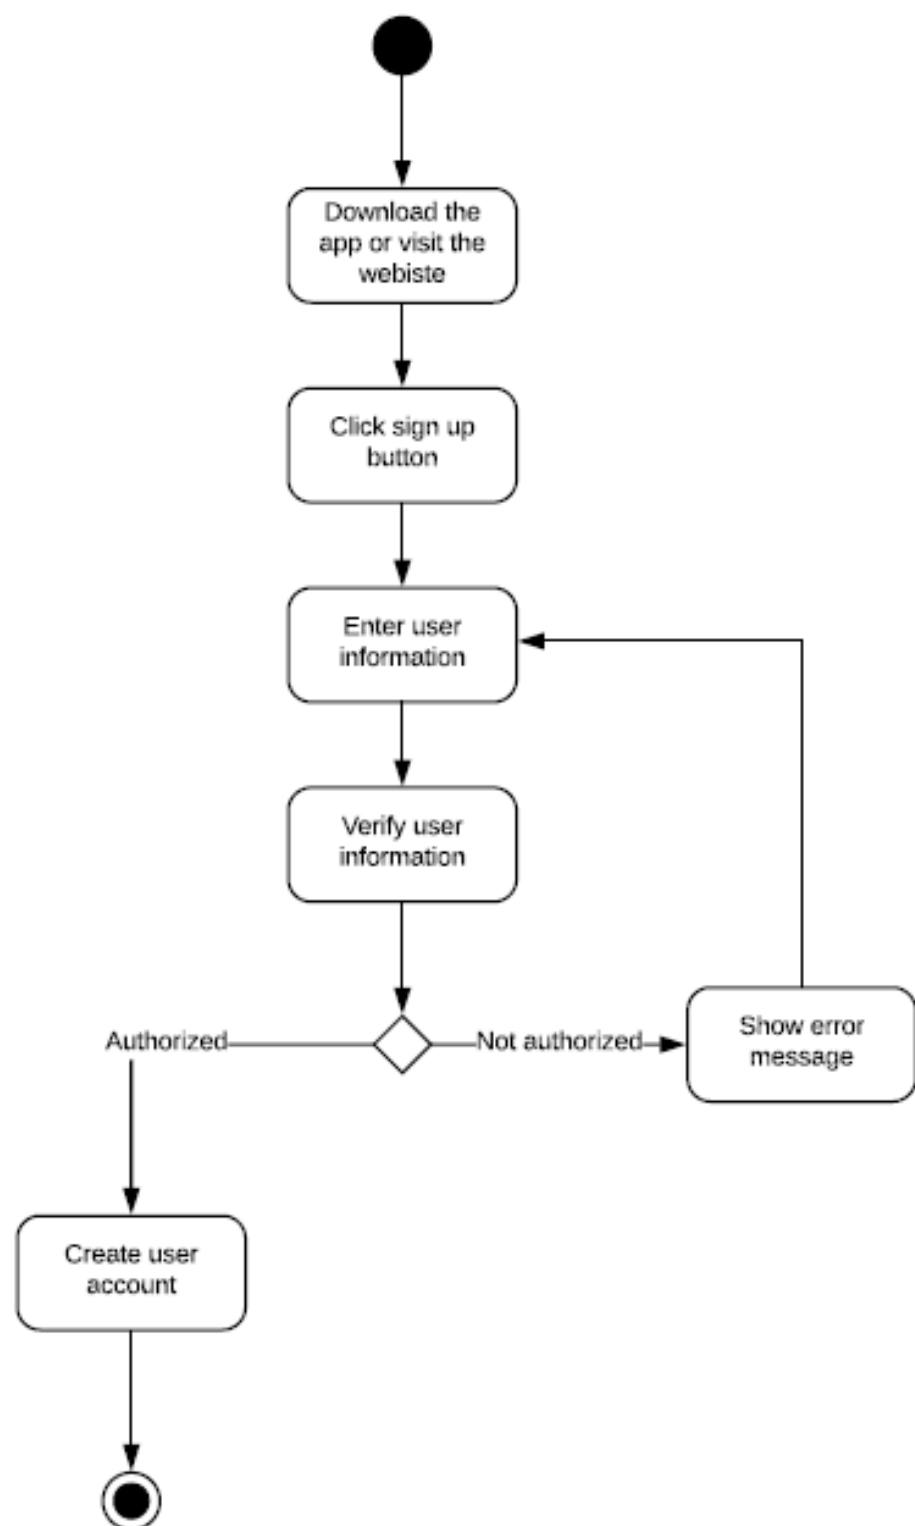 Download the
app or visit the
webiste
Click sign up
button
Enter user
information
Verify user
information
Authorized
Not authorized
Show error
message
Create user
account